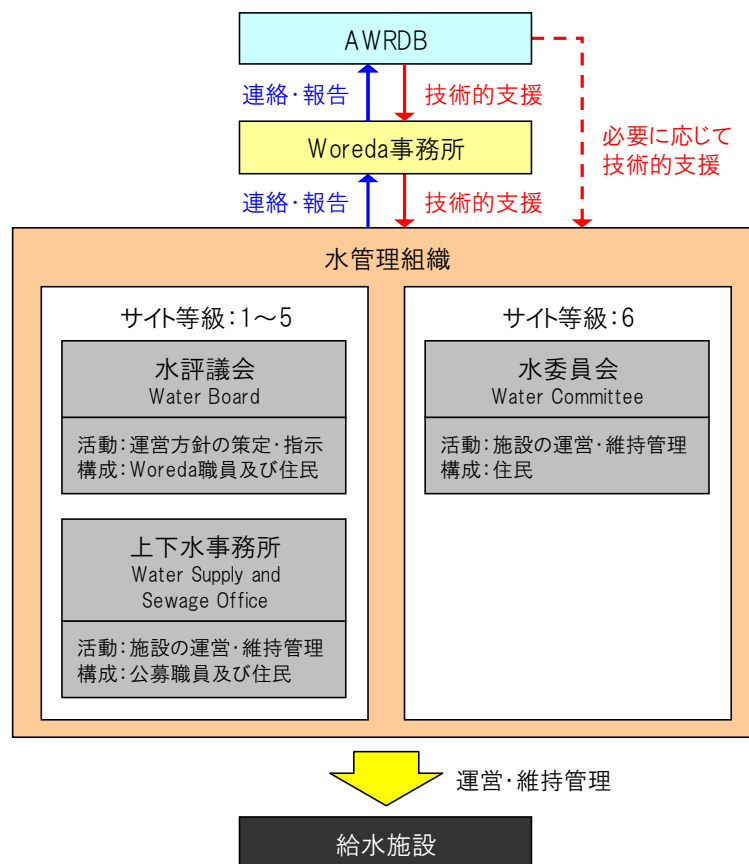 AWRDB
連絡・報告
技術的支援
必要に応じて
技術的支援
Woreda事務所
連絡・報告
技術的支援
水管理組織
サイト等級：1～5
水評議会
Water Board
活動：運営方針の策定・指示
構成：Woreda職員及び住民
上下水事務所
Water Supply and
Sewage Office
活動：施設の運営・維持管理
構成：公募職員及び住民
サイト等級：6
水委員会
Water Committee
活動：施設の運営・維持管理
構成：住民
運営・維持管理
給水施設